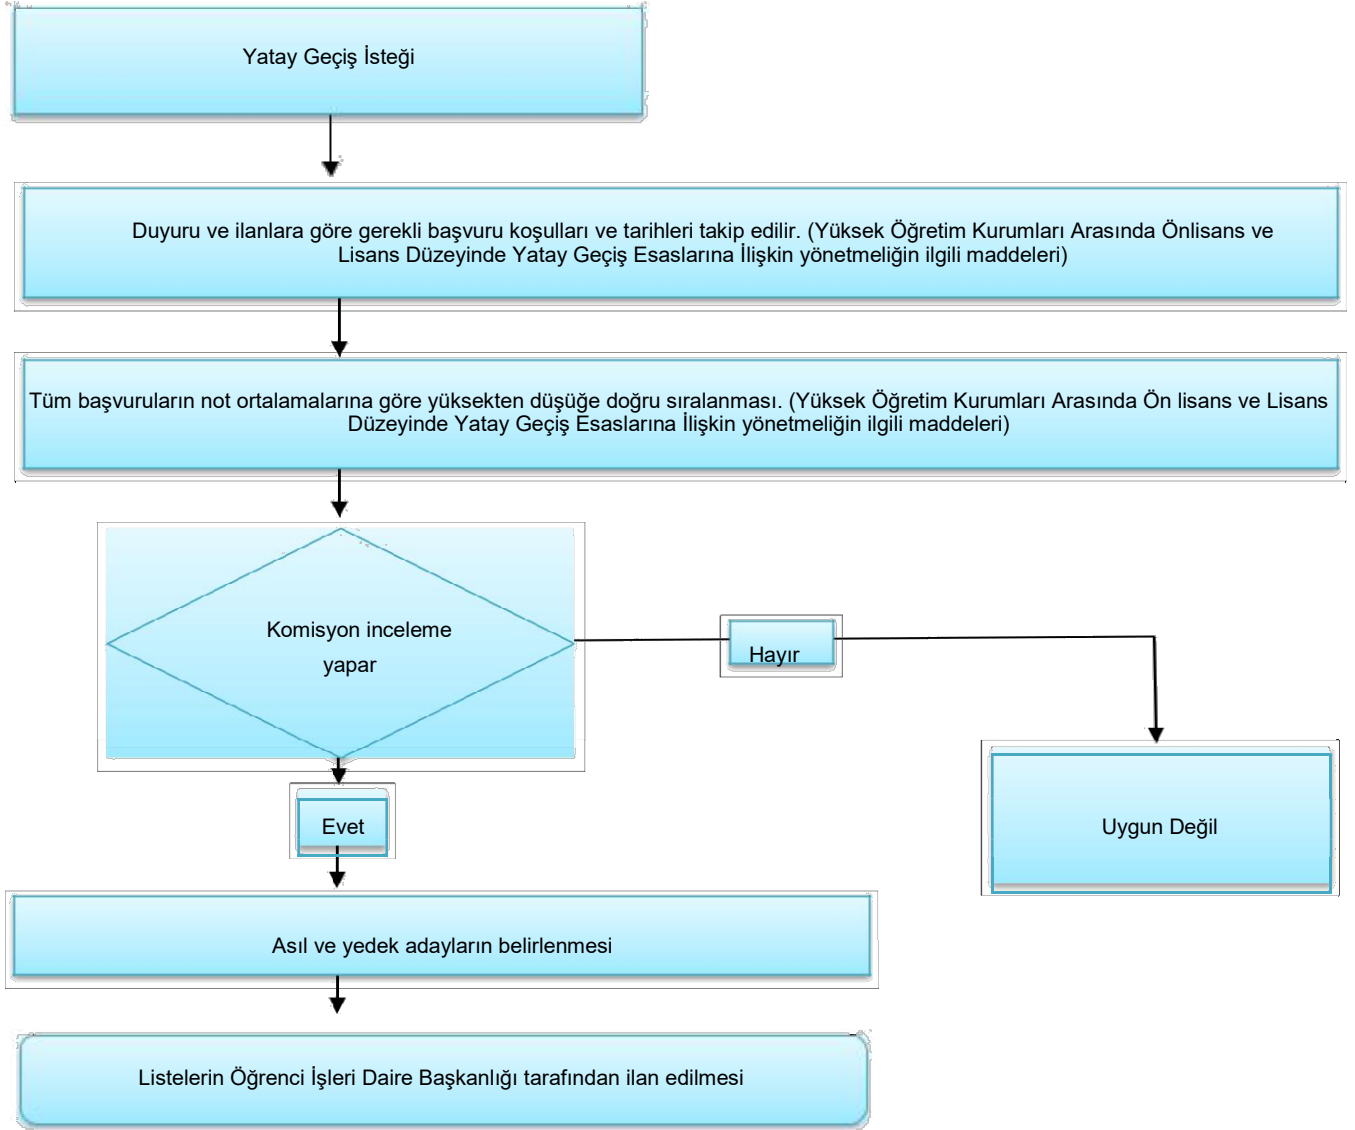 Yatay Geçiş İsteği
Duyuru ve ilanlara göre gerekli başvuru koşulları ve tarihleri takip edilir. (Yüksek Öğretim Kurumları Arasında Önlisans ve
Lisans Düzeyinde Yatay Geçiş Esaslarına İlişkin yönetmeliğin ilgili maddeleri)
Tüm başvuruların not ortalamalarına göre yüksekten düşüğe doğru sıralanması. (Yüksek Öğretim Kurumları Arasında Ön lisans ve Lisans
Düzeyinde Yatay Geçiş Esaslarına İlişkin yönetmeliğin ilgili maddeleri)
Komisyon inceleme
yapar
Hayır
Evet
Uygun Değil
Asıl ve yedek adayların belirlenmesi
Listelerin Öğrenci İşleri Daire Başkanlığı tarafından ilan edilmesi